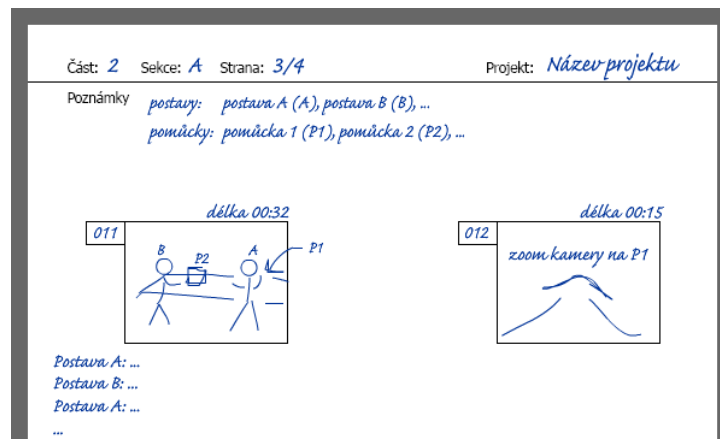 Část: 2 Sekce: A Strana: 3/4 Projekt: Název projektu
Poznámky postavy: postava A (A), postava B (B), ...
pomůcky: pomůcka 1 (P1), pomůcka 2 (P2), ...
délka 00:32
011
B P2 A P1
délka 00:15
012
zoom kamery na P1
Postava A: ...
Postava B: ...
Postava A: ...
...